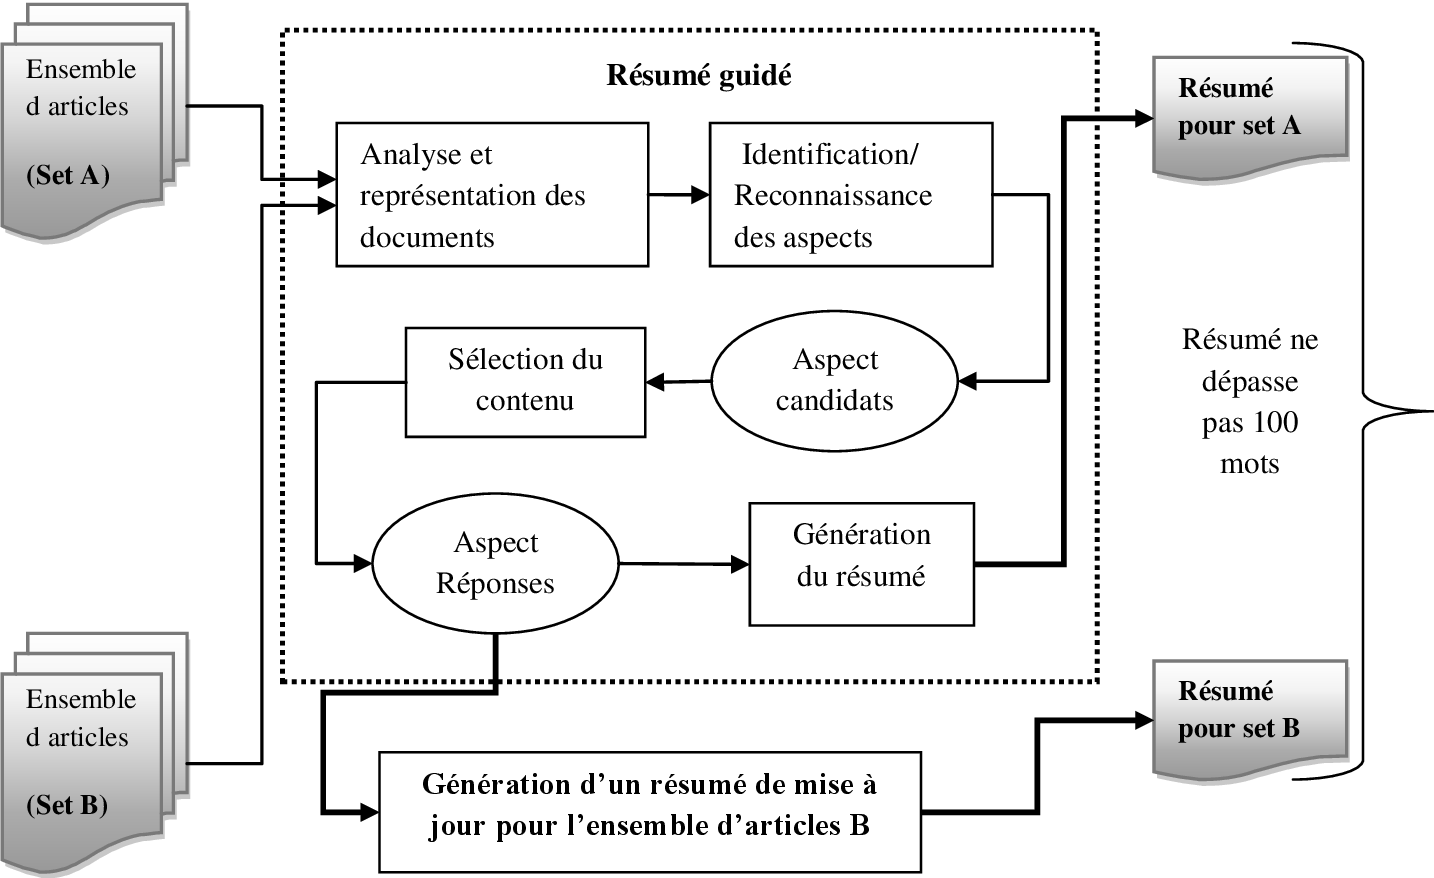 Ensemble
d articles
(Set A)
Résumé guidé
Analyse et
représentation des
documents
Identification/
Reconnaissance
des aspects
Résumé
pour set A
Sélection du
contenu
Aspect
candidats
Résumé ne
dépasse
pas 100
mots
Aspect
Réponses
Génération
du résumé
Ensemble
d articles
(Set B)
Résumé
pour set B
Génération d’un résumé de mise à
jour pour l’ensemble d’articles B